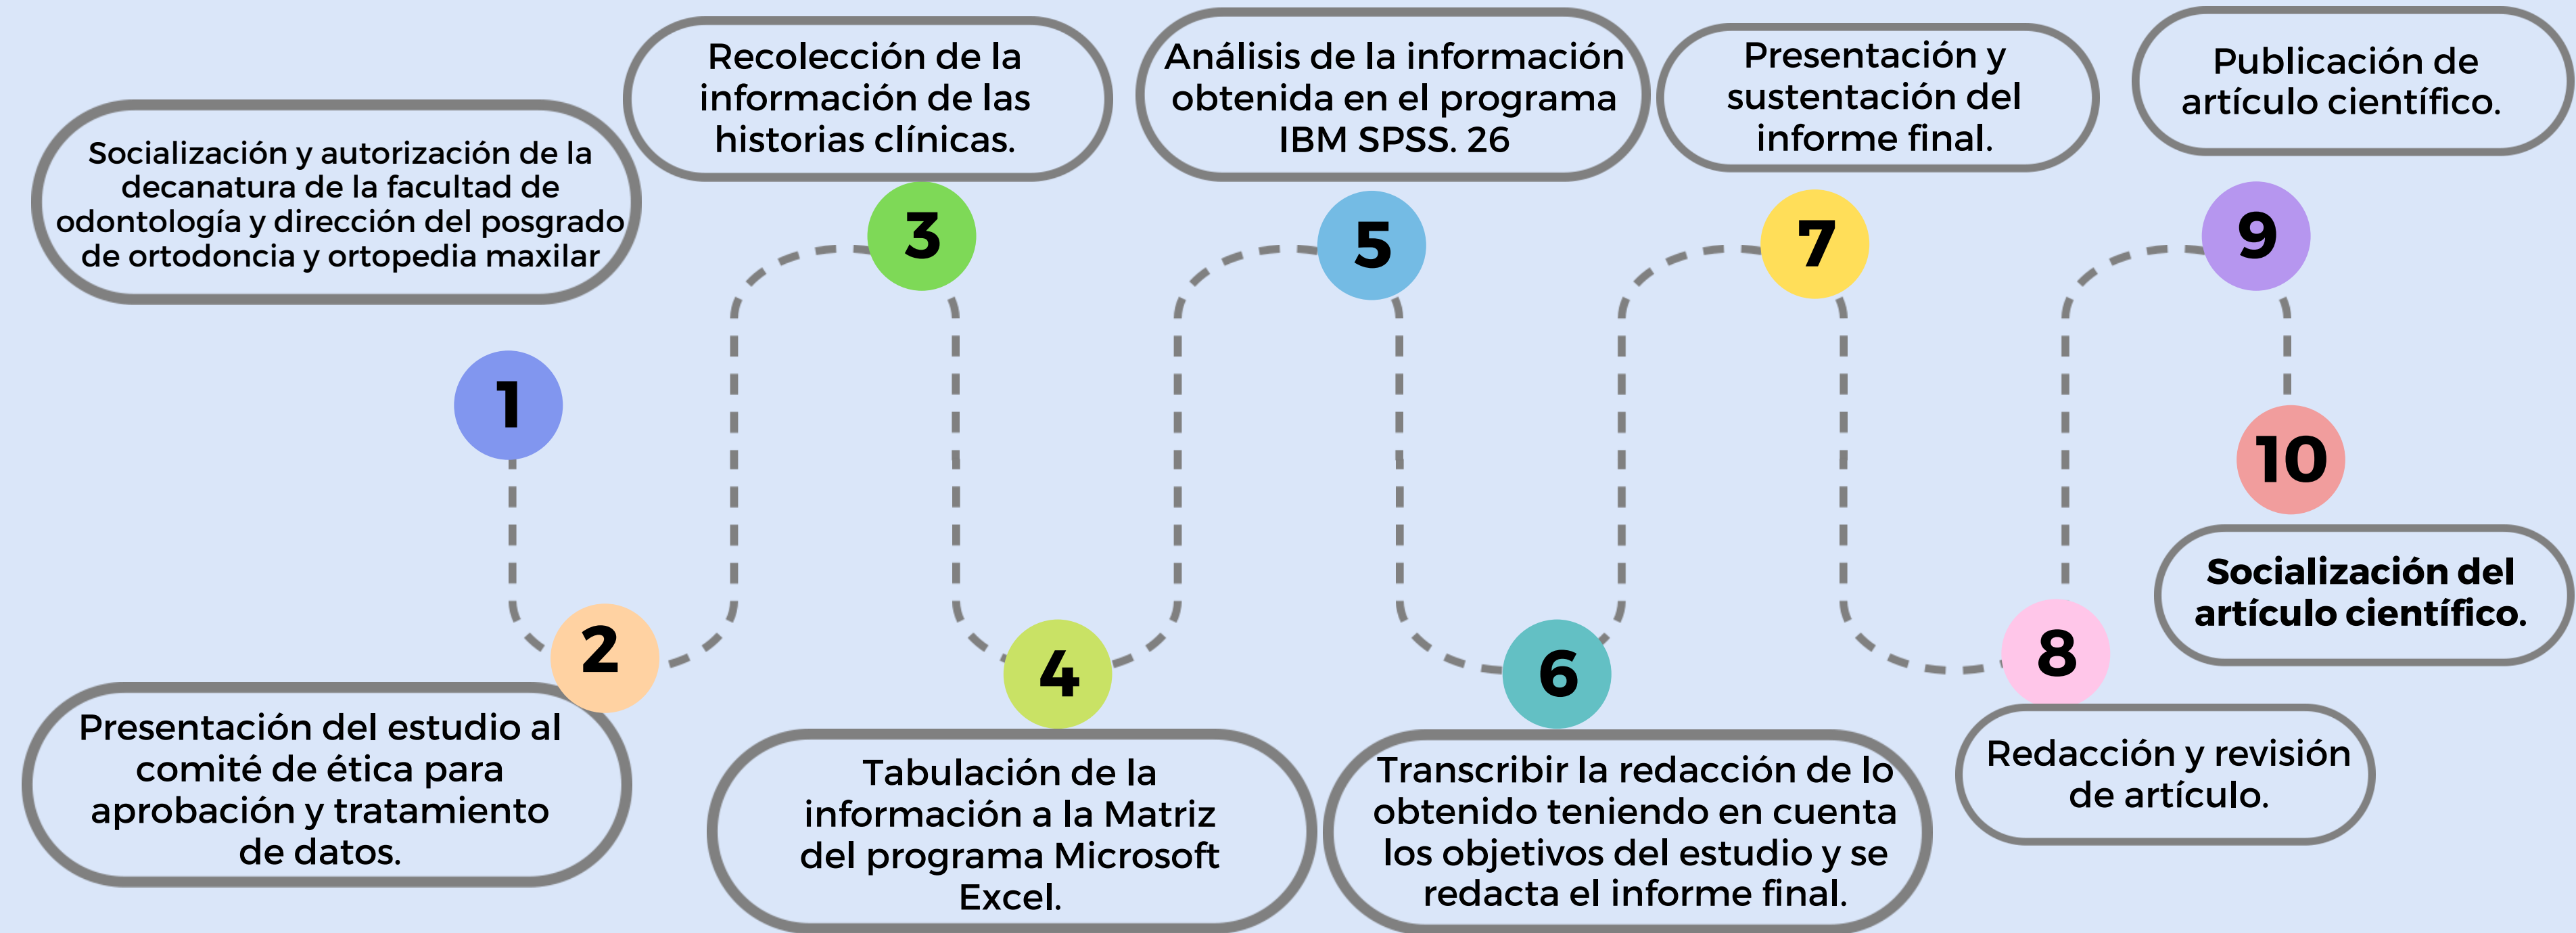 Socialización y autorización de la
decanatura de la facultad de
odontología y dirección del posgrado
de ortodoncia y ortopedia maxilar
1
2
Presentación del estudio al
comité de ética para
aprobación y tratamiento
de datos.
Recolección de la
información de las
historias clínicas.
3
4
Tabulación de la
información a la Matriz
del programa Microsoft
Excel.
Análisis de la información
obtenida en el programa
IBM SPSS. 26
5
6
Transcribir la redacción de lo
obtenido teniendo en cuenta
los objetivos del estudio y se
redacta el informe final.
Presentación y
sustentación del
informe final.
7
8
Redacción y revisión
de artículo.
Publicación de
artículo científico.
9
10
Socialización del
artículo científico.